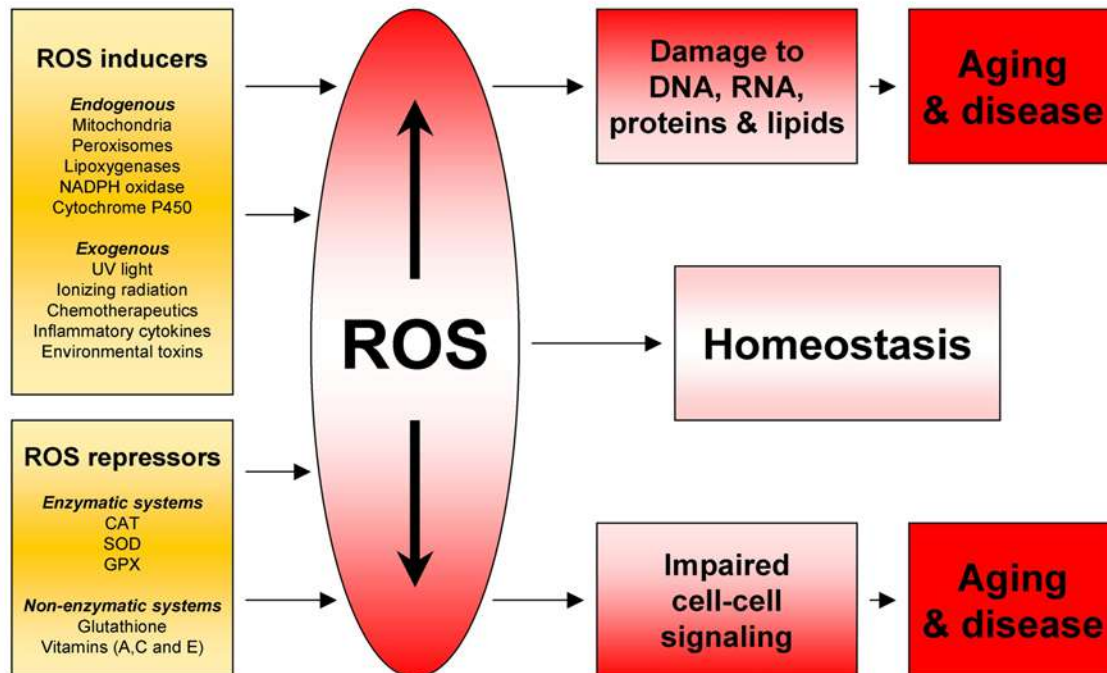 ROS inducers
Endogenous
Mitochondria
Peroxisomes
Lipoxygenases
NADPH oxidase
Cytochrome P450
Exogenous
UV light
Ionizing radiation
Chemotherapeutics
Inflammatory cytokines
Environmental toxins
ROS repressors
Enzymatic systems
CAT
SOD
GPX
Non-enzymatic systems
Glutathione
Vitamins (A,C and E)
ROS
Damage to
DNA, RNA,
proteins & lipids
Aging
& disease
Homeostasis
Impaired
cell-cell
signaling
Aging
& disease